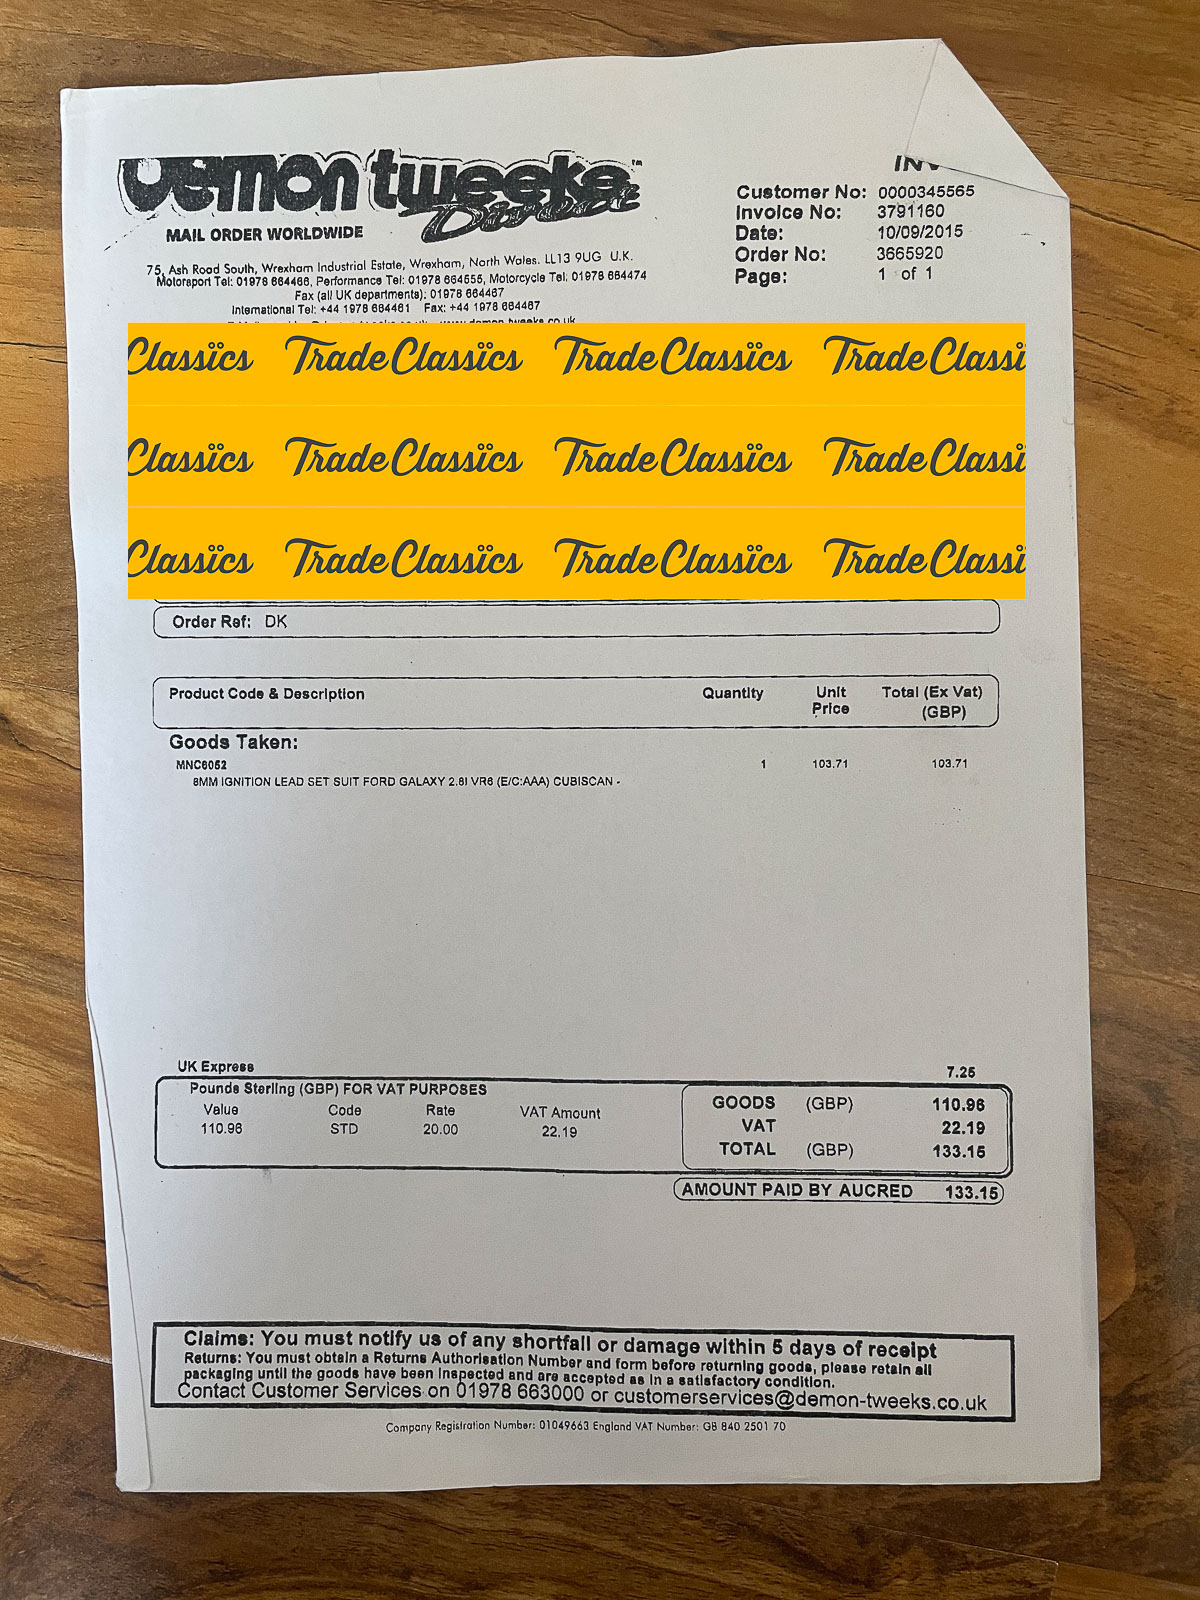 Demon tweeks ™
Direct
MAIL ORDER WORLDWIDE
75, Ash Road South, Wrexham Industrial Estate, Wrexham, North Wales. LL13 9UG U.K.
Motorsport Tel: 01978 664466, Performance Tel: 01978 664555, Motorcycle Tel: 01978 664474
Fax (all UK departments): 01978 664467
International Tel: +44 1978 664461 Fax: +44 1978 664467
www.demon-tweeks.co.uk
INV
Customer No: 0000345565
Invoice No: 3791160
Date: 10/09/2015
Order No: 3665920
Page: 1 of 1
Classics Trade Classics Trade Classics Trade Classi
Classics Trade Classics Trade Classics Trade Classi
Classics Trade Classics Trade Classics Trade Classi
Order Ref: DK
Product Code & Description Quantity Unit Price Total (Ex Vat) (GBP)
Goods Taken:
MNC6052 1 103.71 103.71
8MM IGNITION LEAD SET SUIT FORD GALAXY 2.8I VR6 (E/C:AAA) CUBISCAN -
UK Express 7.25
Pounds Sterling (GBP) FOR VAT PURPOSES
Value Code Rate VAT Amount
110.96 STD 20.00 22.19
GOODS (GBP) 110.96
VAT 22.19
TOTAL (GBP) 133.15
AMOUNT PAID BY AUCRED 133.15
Claims: You must notify us of any shortfall or damage within 5 days of receipt
Returns: You must obtain a Returns Authorisation Number and form before returning goods, please retain all
packaging until the goods have been inspected and are accepted as in a satisfactory condition.
Contact Customer Services on 01978 663000 or customerservices@demon-tweeks.co.uk
Company Registration Number: 01049663 England VAT Number: GB 840 2501 70